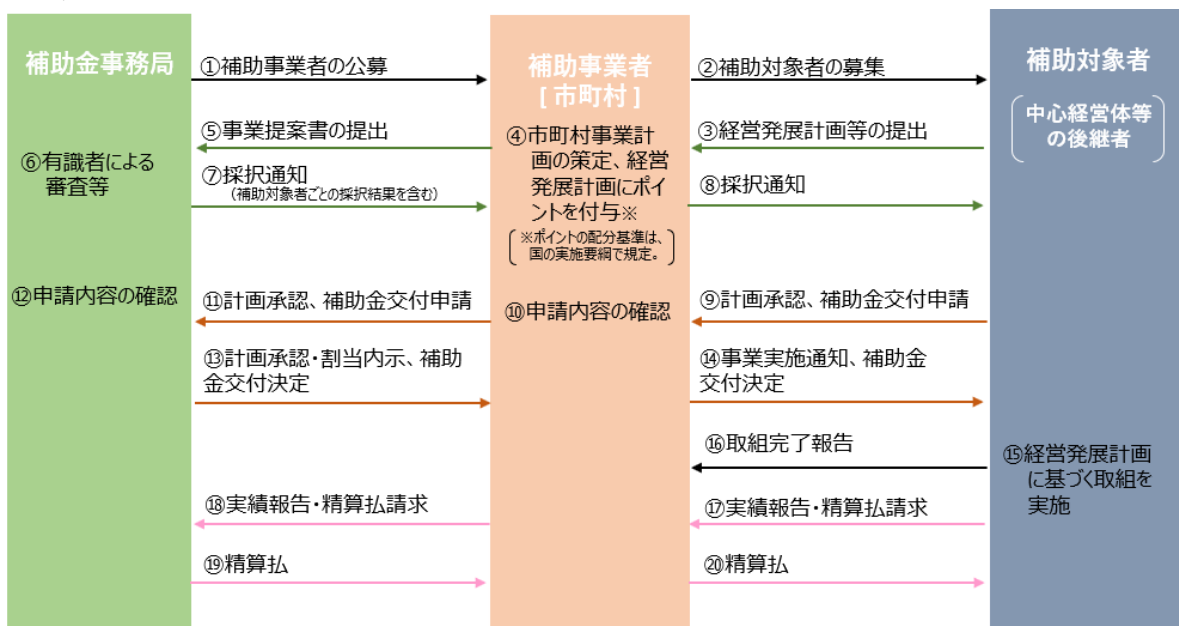 補助金事務局
①補助事業者の公募
補助事業者
[ 市町村 ]
②補助対象者の募集
補助対象者
中心経営体等
の後継者
⑤事業提案書の提出
④市町村事業計
画の策定、経営
発展計画にポイ
ントを付与※
※ポイントの配分基準は、
国の実施要綱で規定。
③経営発展計画等の提出
⑥有識者による
審査等
⑦採択通知
(補助対象者ごとの採択結果を含む)
⑧採択通知
⑫申請内容の確認
⑪計画承認、補助金交付申請
⑩申請内容の確認
⑨計画承認、補助金交付申請
⑬計画承認・割当内示、補助
金交付決定
⑭事業実施通知、補助金
交付決定
⑯取組完了報告
⑮経営発展計画
に基づく取組を
実施
⑱実績報告・精算払請求
⑰実績報告・精算払請求
⑲精算払
⑳精算払